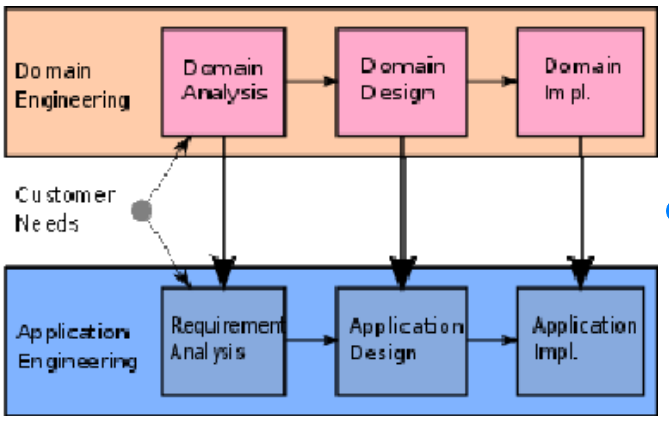 Domain
Engineering
Domain
Analysis
Domain
Design
Domain
Impl.
Customer
Needs
Application
Engineering
Requirement
Analysis
Application
Design
Application
Impl.